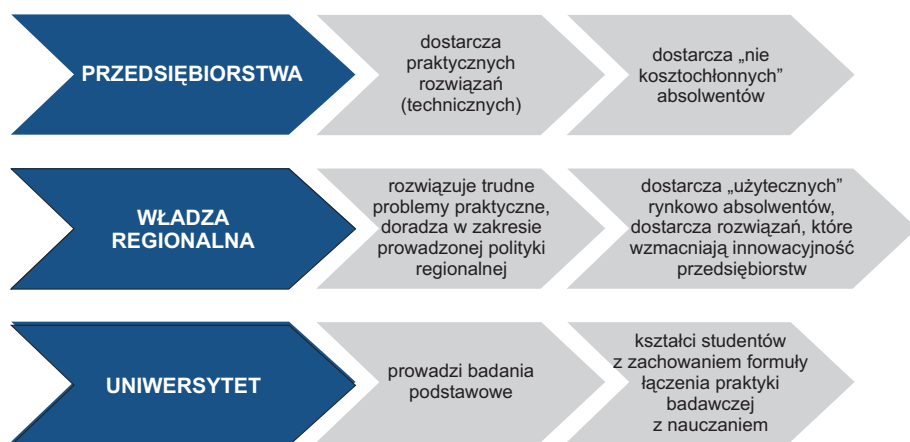 PRZEDSIĘBIORSTWA
dostarcza
praktycznych
rozwiązań
(technicznych)
dostarcza „nie
kosztochłonnych”
absolwentów
WŁADZA
REGIONALNA
rozwiązuje trudne
problemy praktyczne,
doradza w zakresie
prowadzonej polityki
regionalnej
dostarcza „użytecznych”
rynkowo absolwentów,
dostarcza rozwiązań, które
wzmacniają innowacyjność
przedsiębiorstw
UNIWERSYTET
prowadzi badania
podstawowe
kształci studentów
z zachowaniem formuły
łączenia praktyki
badawczej
z nauczaniem